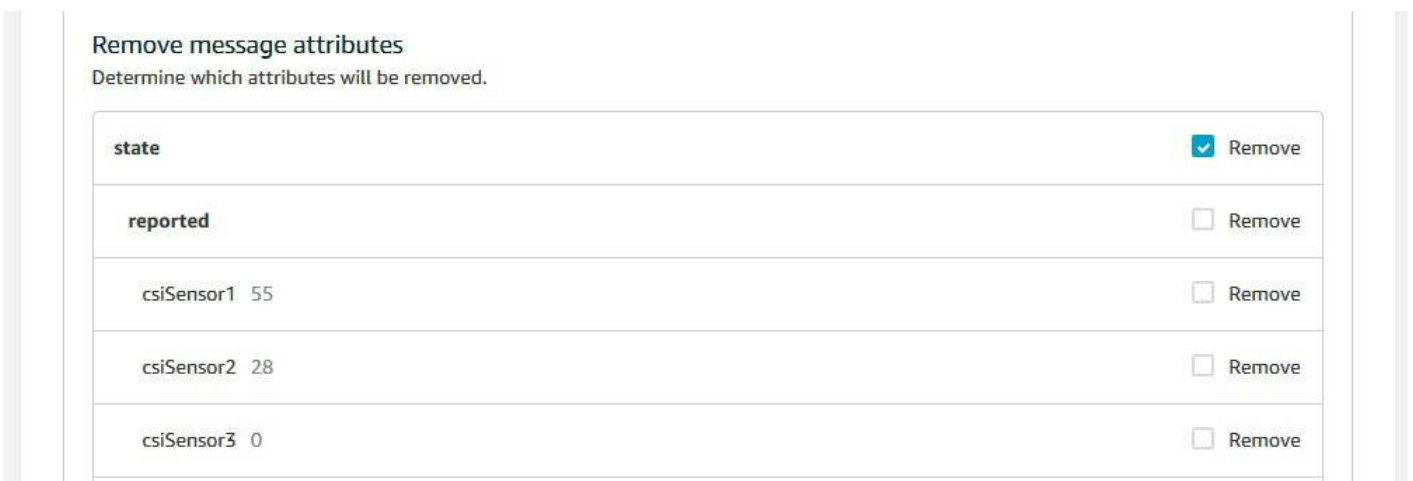 Remove message attributes
Determine which attributes will be removed.
state Remove
reported Remove
csiSensor1 55 Remove
csiSensor2 28 Remove
csiSensor3 0 Remove